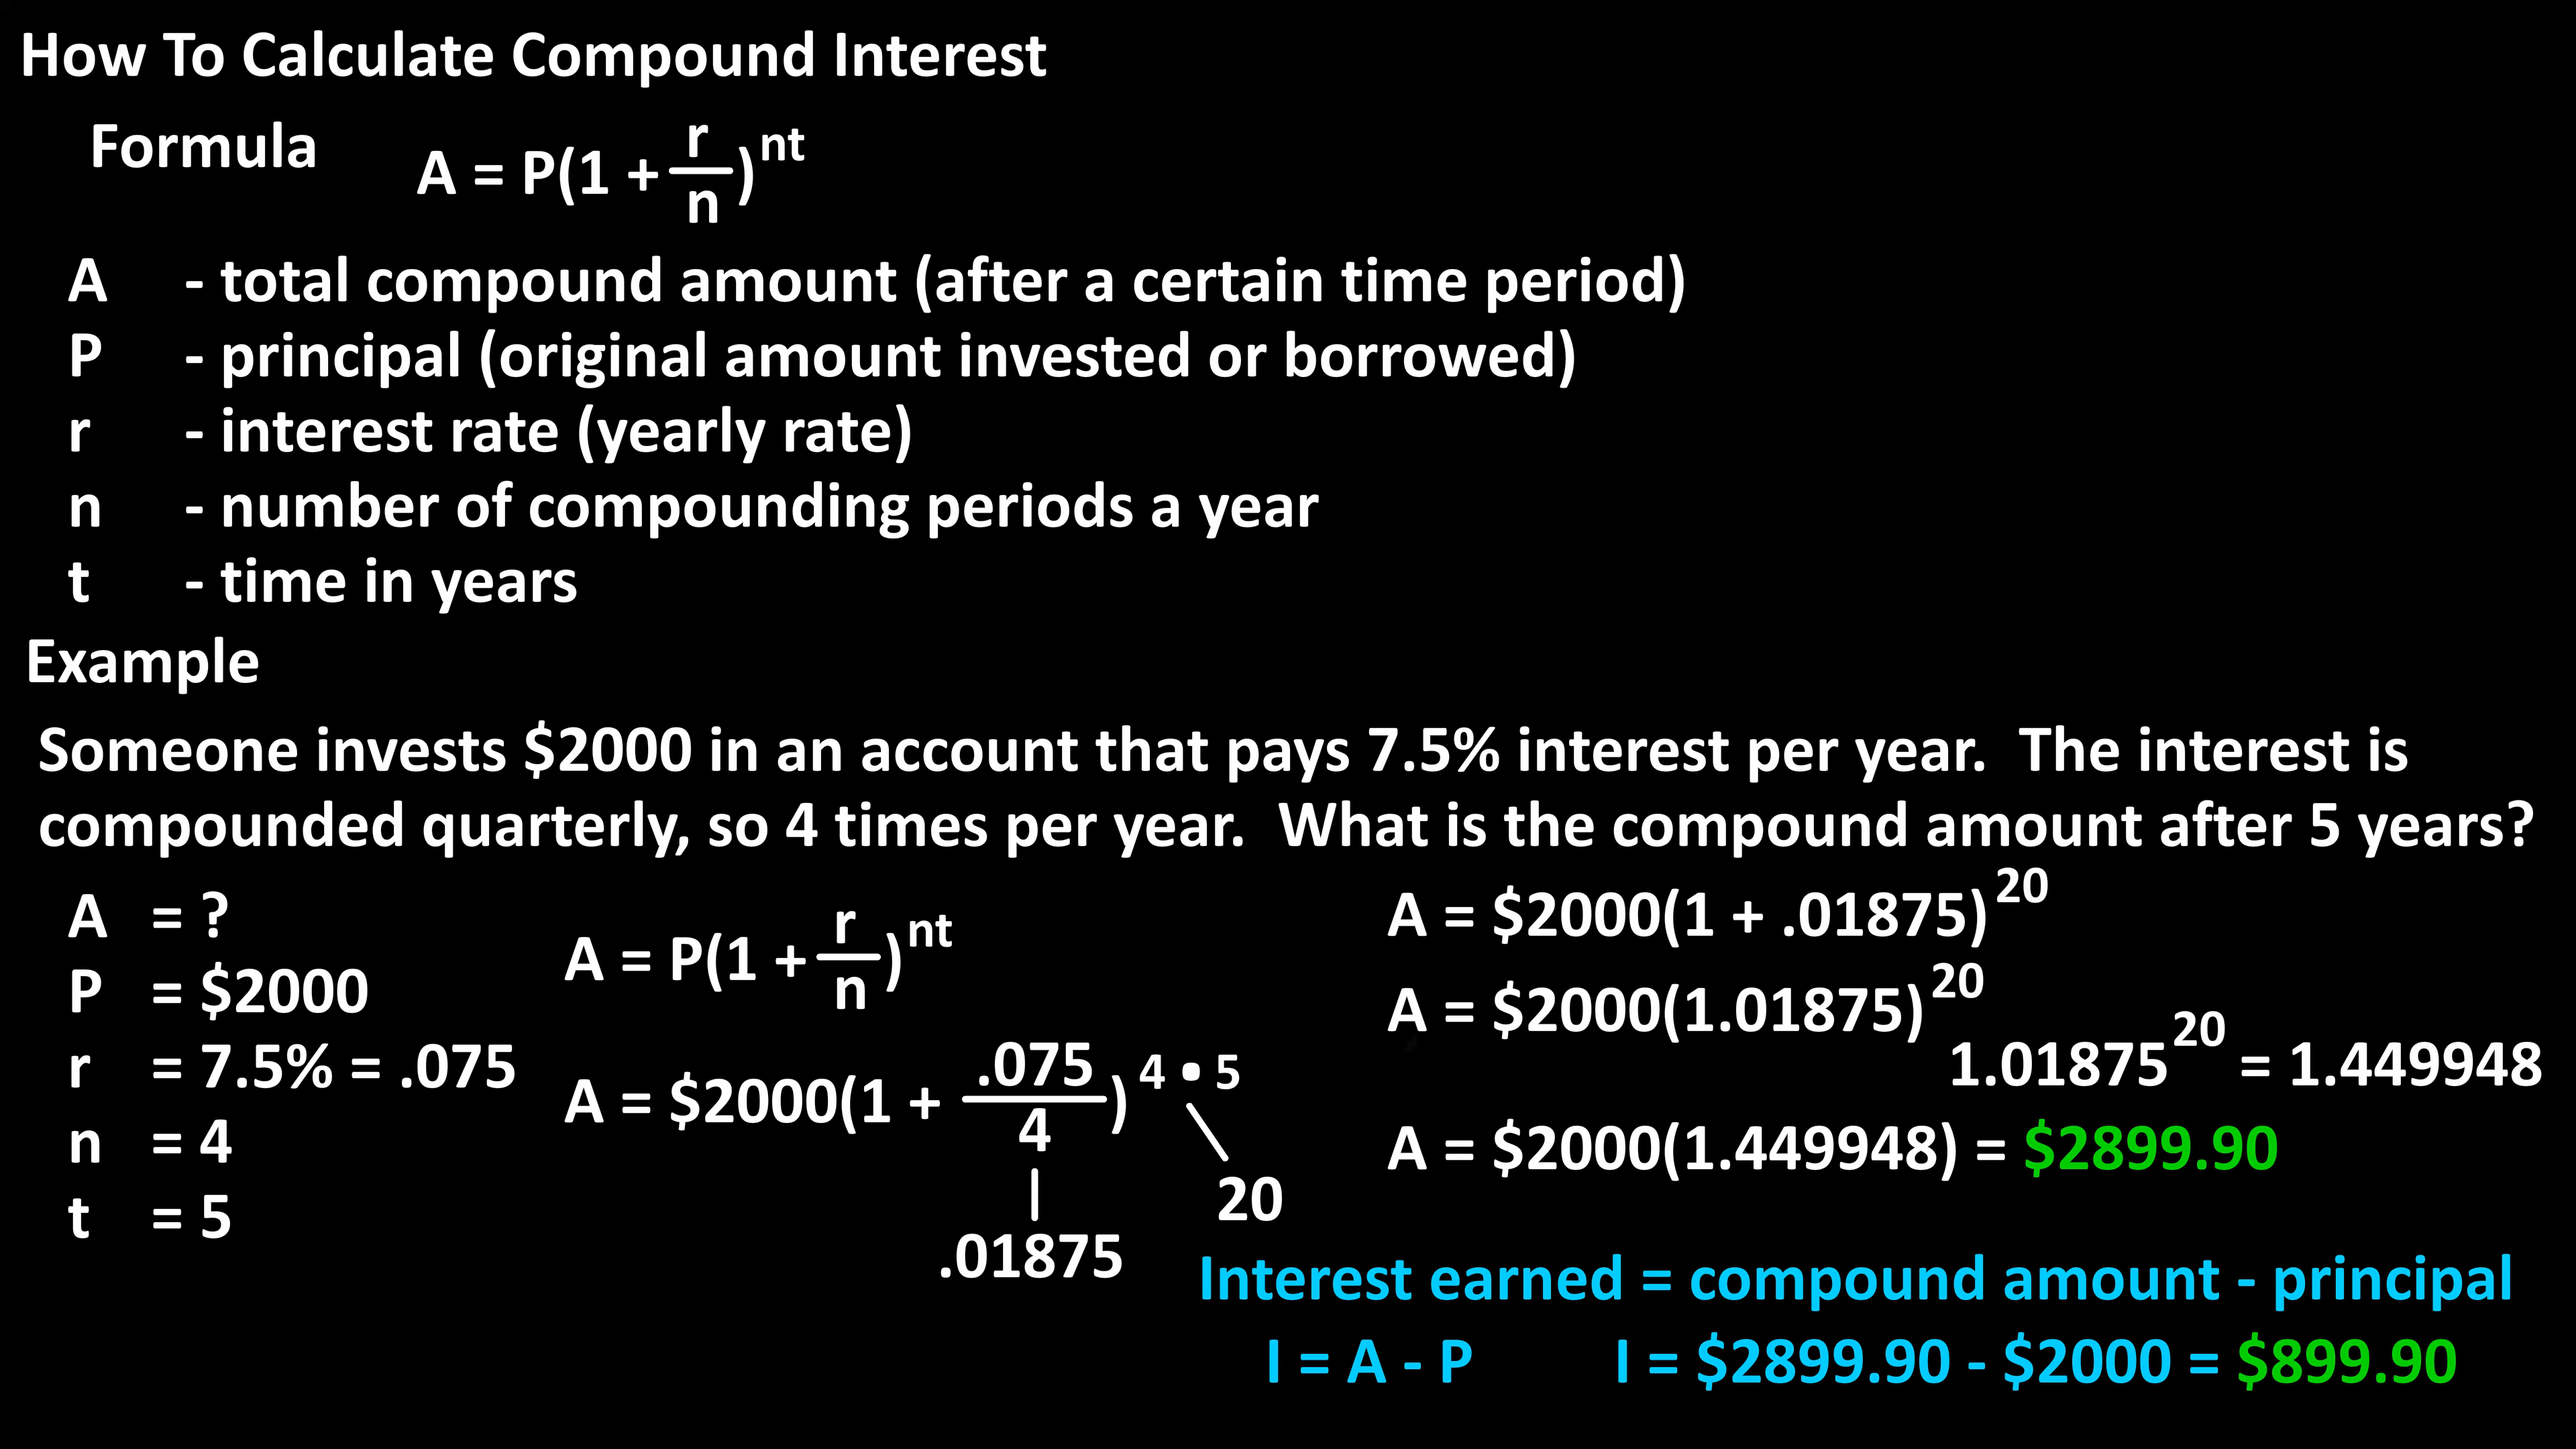 How To Calculate Compound Interest
Formula A = P(1 + r/n)^nt
A - total compound amount (after a certain time period)
P - principal (original amount invested or borrowed)
r - interest rate (yearly rate)
n - number of compounding periods a year
t - time in years
Example
Someone invests $2000 in an account that pays 7.5% interest per year. The interest is
compounded quarterly, so 4 times per year. What is the compound amount after 5 years?
A = ?
P = $2000
r = 7.5% = .075
n = 4
t = 5
A = P(1 + r/n)^nt
A = $2000(1 + .075/4)^4 • 5
20
.01875
A = $2000(1 + .01875)^20
A = $2000(1.01875)^20
1.01875^20 = 1.449948
A = $2000(1.449948) = $2899.90
Interest earned = compound amount - principal
I = A - P I = $2899.90 - $2000 = $899.90